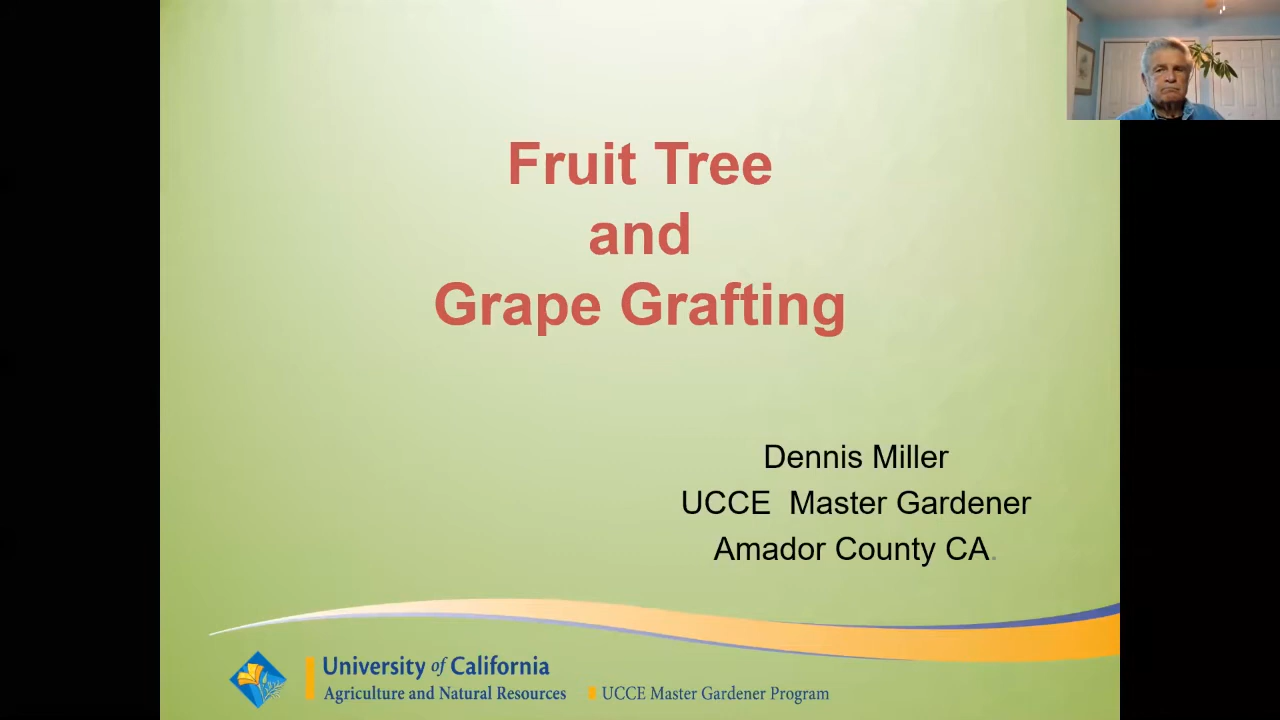 Fruit Tree
and
Grape Grafting
Dennis Miller
UCCE Master Gardener
Amador County CA.
University of California
Agriculture and Natural Resources
UCCE Master Gardener Program